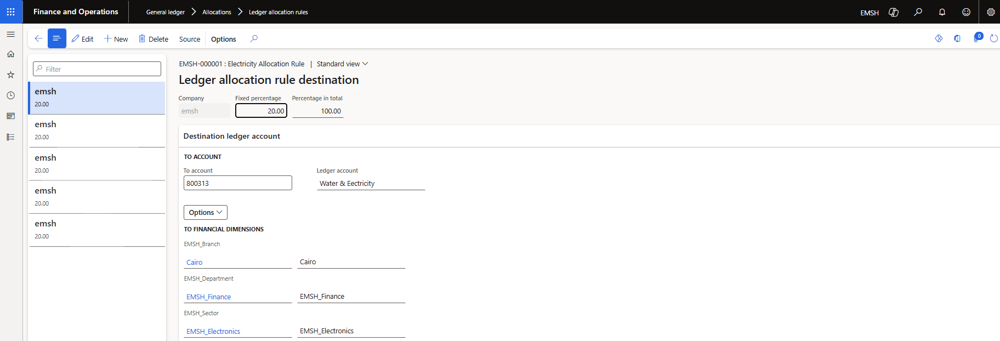 Finance and Operations
General ledger > Allocations > Ledger allocation rules
EMSH
Edit New Delete Source Options
0
Filter
emsh
20.00
emsh
20.00
emsh
20.00
emsh
20.00
emsh
20.00
EMSH-000001 : Electricity Allocation Rule | Standard view
Ledger allocation rule destination
Company Fixed percentage Percentage in total
emsh 20.00 100.00
Destination ledger account
TO ACCOUNT
To account Ledger account
800313 Water & Eectricity
Options
TO FINANCIAL DIMENSIONS
EMSH_Branch
Cairo Cairo
EMSH_Department
EMSH_Finance EMSH_Finance
EMSH_Sector
EMSH_Electronics EMSH_Electronics